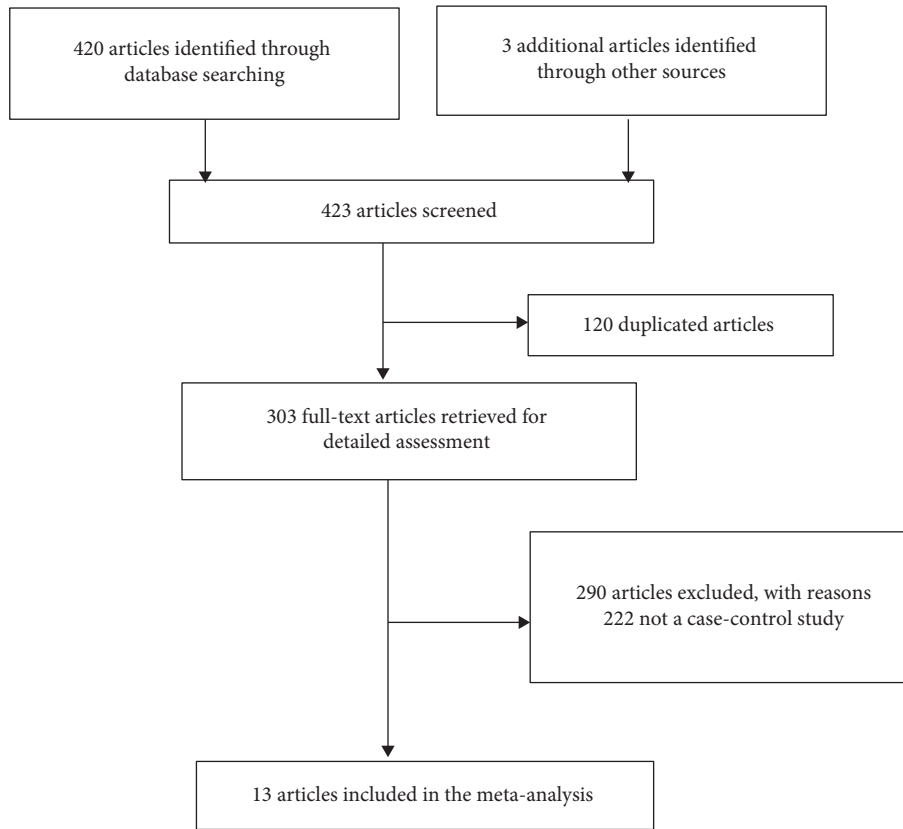 420 articles identified through
database searching
3 additional articles identified
through other sources
423 articles screened
120 duplicated articles
303 full-text articles retrieved for
detailed assessment
290 articles excluded, with reasons
222 not a case-control study
13 articles included in the meta-analysis